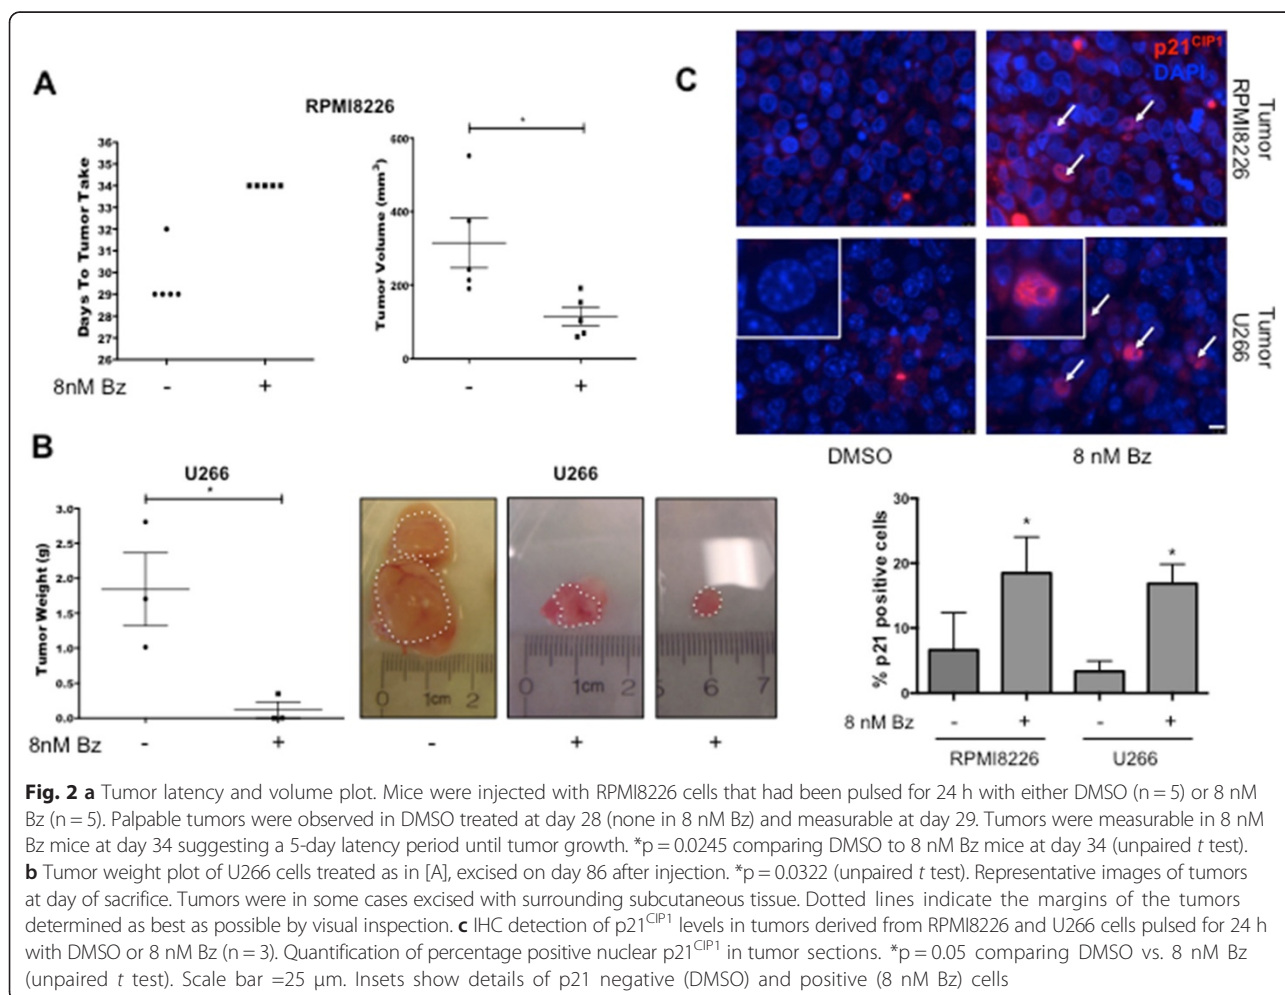 A
RPMI8226
Days To Tumor Take
36
35
34
33
32
31
30
29
28
27
26
8nM Bz
-
+
*
Tumor Volume (mm³)
600
400
200
0
-
+
B
U266
*
Tumor Weight (g)
3.0
2.5
2.0
1.5
1.0
0.5
0.0
8nM Bz
-
+
U266
0 1cm 2
0 1cm 2
5 6 7
-
+
+
C
p21^CIP1
DAPI
Tumor
RPMI8226
Tumor
U266
DMSO
8 nM Bz
% p21 positive cells
30
20
10
0
*
*
8 nM Bz
-
+
-
+
RPMI8226
U266
Fig. 2 a Tumor latency and volume plot. Mice were injected with RPMI8226 cells that had been pulsed for 24 h with either DMSO (n = 5) or 8 nM
Bz (n = 5). Palpable tumors were observed in DMSO treated at day 28 (none in 8 nM Bz) and measurable at day 29. Tumors were measurable in 8 nM
Bz mice at day 34 suggesting a 5-day latency period until tumor growth. *p = 0.0245 comparing DMSO to 8 nM Bz mice at day 34 (unpaired t test).
b Tumor weight plot of U266 cells treated as in [A], excised on day 86 after injection. *p = 0.0322 (unpaired t test). Representative images of tumors
at day of sacrifice. Tumors were in some cases excised with surrounding subcutaneous tissue. Dotted lines indicate the margins of the tumors
determined as best as possible by visual inspection. c IHC detection of p21^CIP1 levels in tumors derived from RPMI8226 and U266 cells pulsed for 24 h
with DMSO or 8 nM Bz (n = 3). Quantification of percentage positive nuclear p21^CIP1 in tumor sections. *p = 0.05 comparing DMSO vs. 8 nM Bz
(unpaired t test). Scale bar =25 μm. Insets show details of p21 negative (DMSO) and positive (8 nM Bz) cells